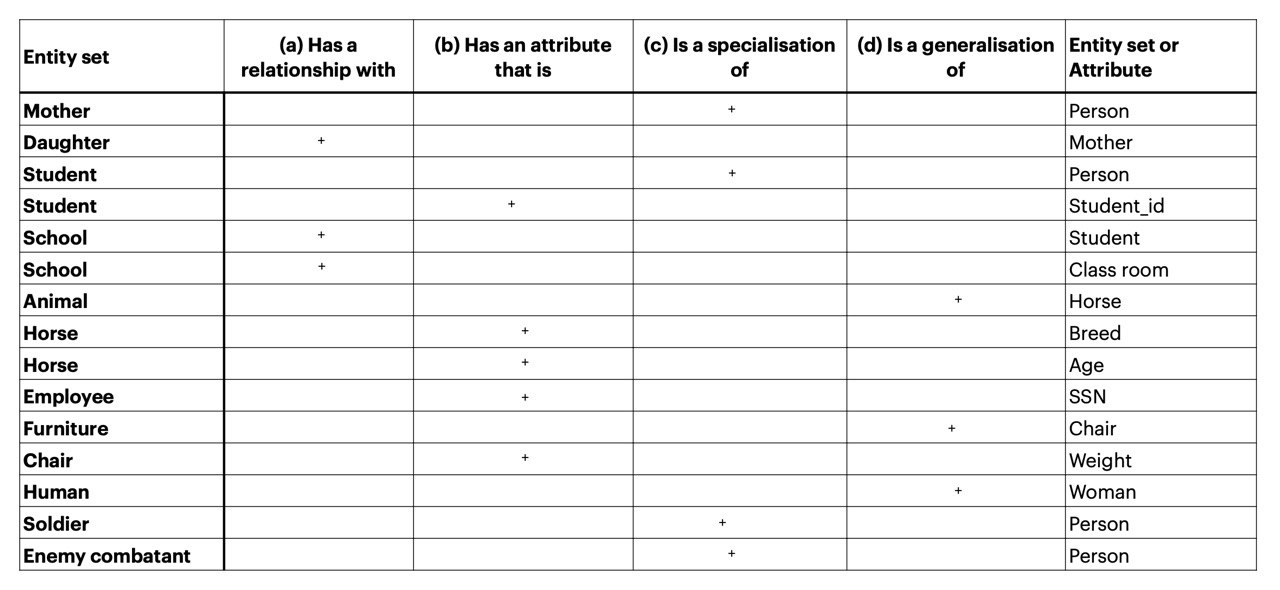 Entity set | (a) Has a relationship with | (b) Has an attribute that is | (c) Is a specialisation of | (d) Is a generalisation of | Entity set or Attribute
Mother | | | + | | Person
Daughter | + | | | | Mother
Student | | | + | | Person
Student | | + | | | Student_id
School | + | | | | Student
School | + | | | | Class room
Animal | | | | + | Horse
Horse | | + | | | Breed
Horse | | + | | | Age
Employee | | + | | | SSN
Furniture | | | | + | Chair
Chair | | + | | | Weight
Human | | | | + | Woman
Soldier | | | + | | Person
Enemy combatant | | | + | | Person